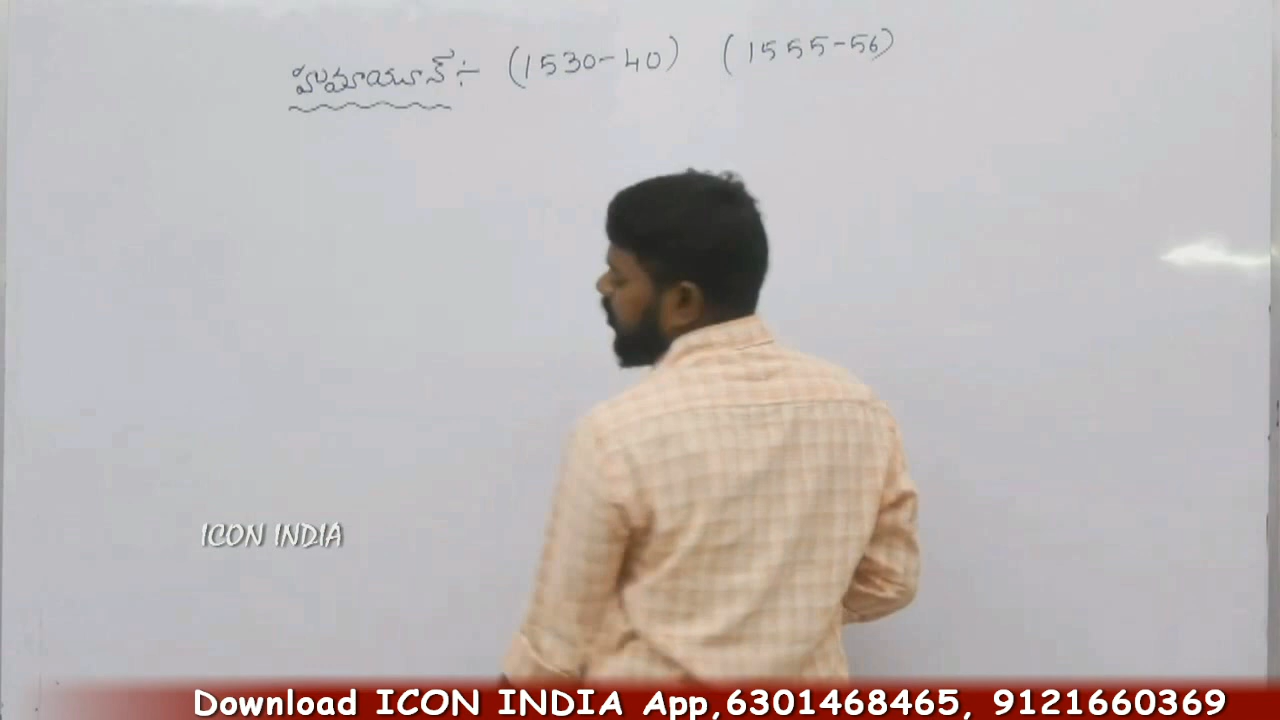 హుమాయూన్ :- (1530-40) (1555-56)
ICON INDIA
Download ICON INDIA App,6301468465, 9121660369